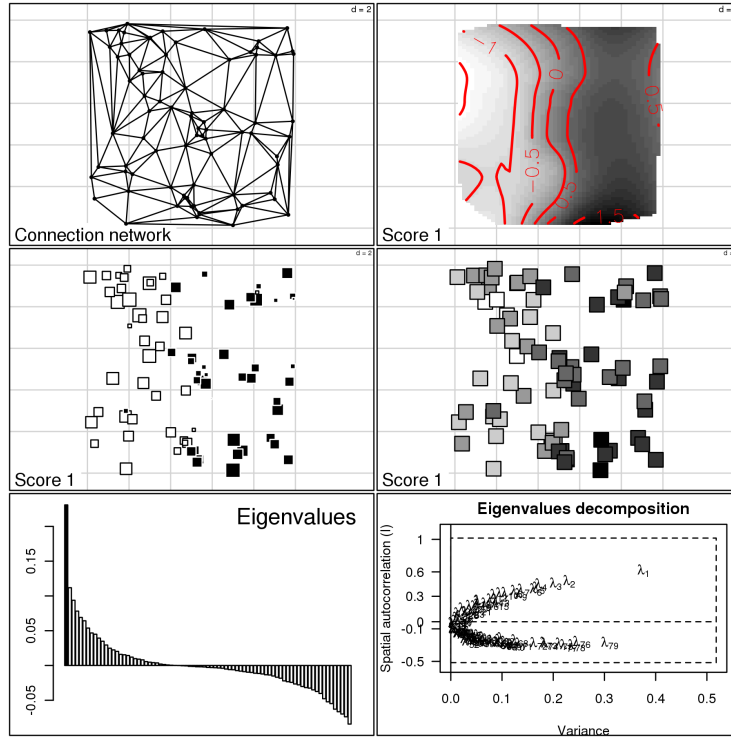 d = 2
Connection network
d = 2
-1
0
-0.5
0.5
0.5
1.5
Score 1
d = 2
Score 1
d =
Score 1
Eigenvalues
0.15
0.05
-0.05
Eigenvalues decomposition
Spatial autocorrelation (I)
1
0.6
0.3
0
-0.1
-0.5
λ1
λ2
λ3
λ4
λ76
λ79
0.0
0.1
0.2
0.3
0.4
0.5
Variance